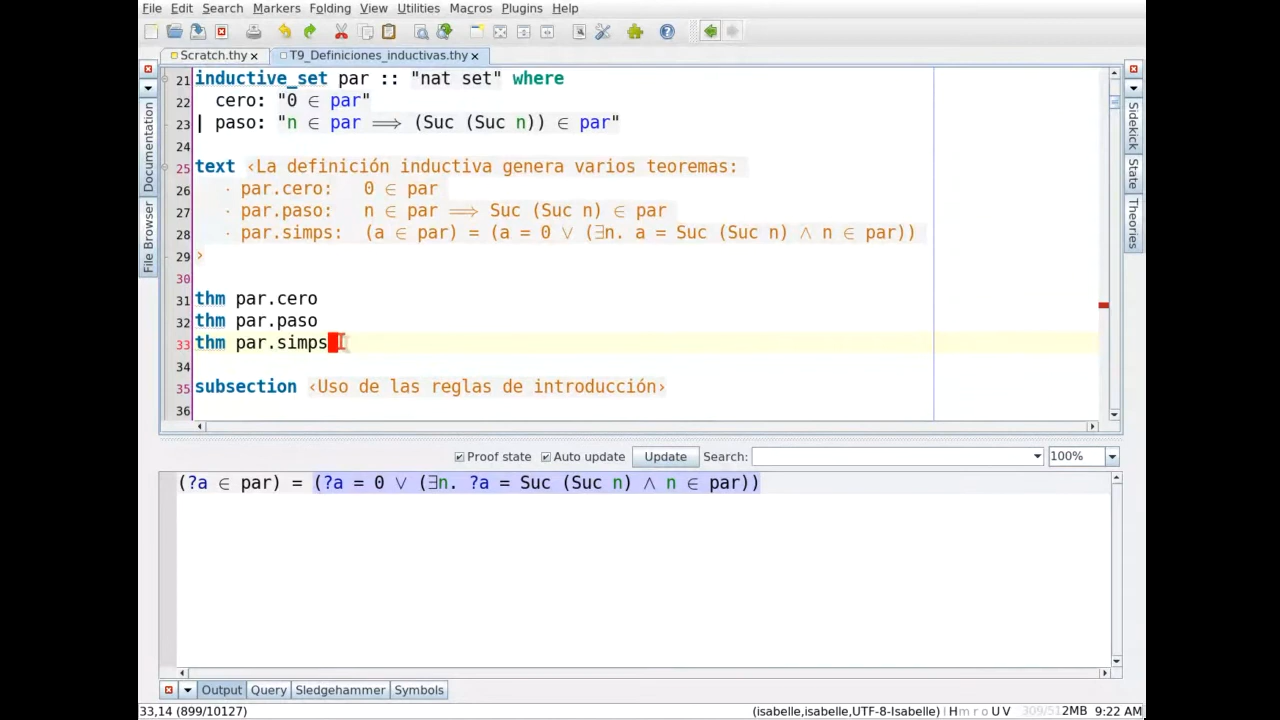 File Edit Search Markers Folding View Utilities Macros Plugins Help
Scratch.thy T9_Definiciones_inductivas.thy
Documentation
File Browser
21 inductive_set par :: "nat set" where
22 cero: "0 ∈ par"
23 | paso: "n ∈ par ⟹ (Suc (Suc n)) ∈ par"
24
25 text ‹La definición inductiva genera varios teoremas:
26 · par.cero: 0 ∈ par
27 · par.paso: n ∈ par ⟹ Suc (Suc n) ∈ par
28 · par.simps: (a ∈ par) = (a = 0 ∨ (∃n. a = Suc (Suc n) ∧ n ∈ par))
29 ›
30
31 thm par.cero
32 thm par.paso
33 thm par.simps
34
35 subsection ‹Uso de las reglas de introducción›
36
Sidekick
State
Theories
Proof state Auto update Update Search: 100%
(?a ∈ par) = (?a = 0 ∨ (∃n. ?a = Suc (Suc n) ∧ n ∈ par))
Output Query Sledgehammer Symbols
33,14 (899/10127) (isabelle,isabelle,UTF-8-Isabelle) | H m r o U V 2MB 9:22 AM